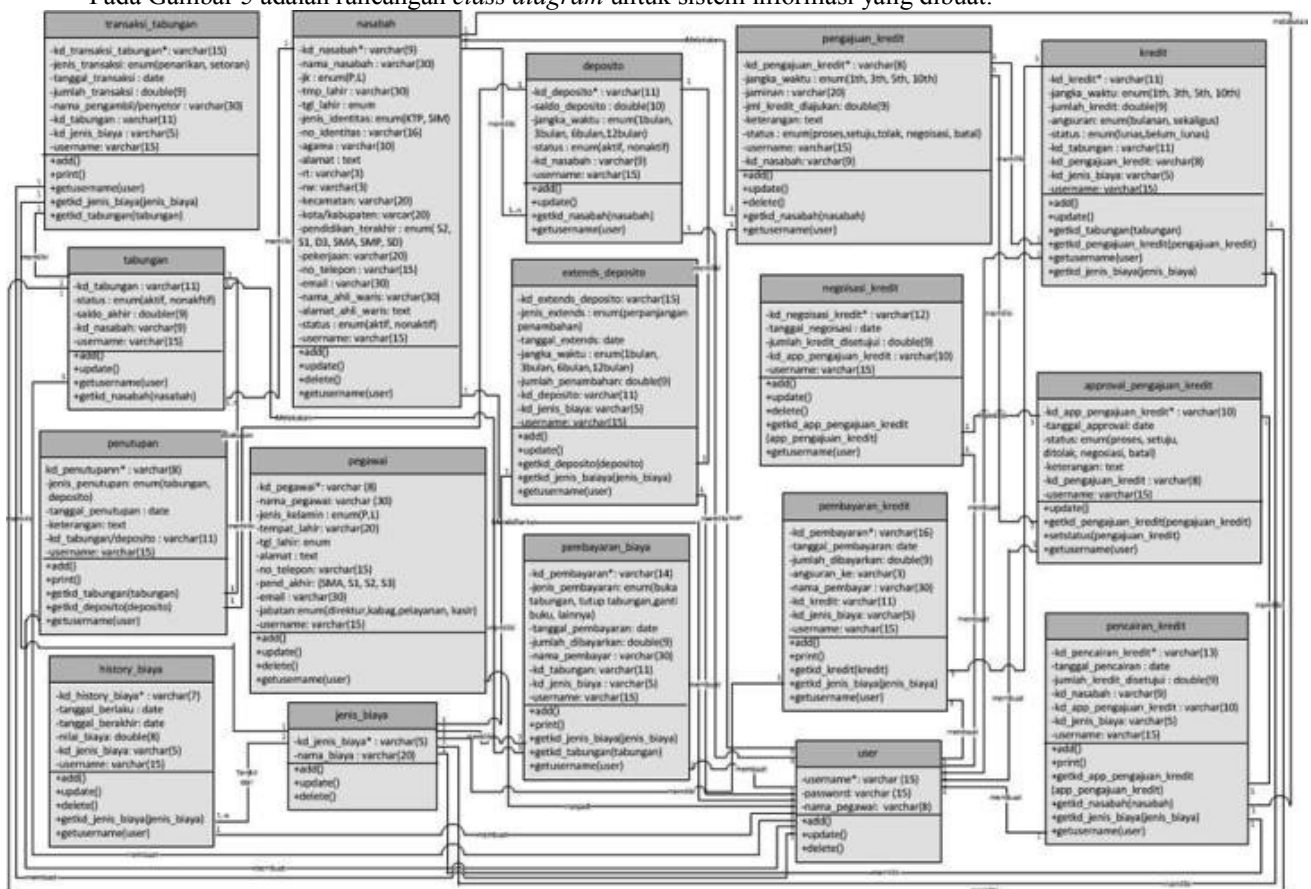 Pada Gambar 5 adalah rancangan class diagram untuk sistem informasi yang dibuat.
transaksi_tabungan
-kd_transaksi_tabungan*: varchar(15)
-jenis_transaksi: enum(penarikan, setoran)
-tanggal_transaksi : date
-jumlah_transaksi : double(9)
-nama_pengambil/penyetor : varchar(30)
-kd_tabungan : varchar(11)
-kd_jenis_biaya : varchar(5)
-username: varchar(15)
+add()
+print()
+getusername(user)
+getkd_jenis_biaya(jenis_biaya)
+getkd_tabungan(tabungan)
nasabah
-kd_nasabah*: varchar(9)
-nama_nasabah : varchar(30)
-jk : enum(P,L)
-tmp_lahir : varchar(30)
-tgl_lahir : enum
-jenis_identitas: enum(KTP, SIM)
-no_identitas : varchar(16)
-agama : varchar(10)
-alamat : text
-rt : varchar(3)
-rw : varchar(3)
-kecamatan: varchar(20)
-kota/kabupaten: varcar(20)
-pendidikan_terakhir : enum( S2,
S1, D3, SMA, SMP, SD)
-pekerjaan: varchar(20)
-no_telepon : varchar(15)
-email : varchar(30)
-nama_ahli_waris: varchar(30)
-alamat_ahli_waris: text
-status : enum(aktif, nonaktif)
-username: varchar(15)
+add()
+update()
+delete()
+getusername(user)
deposito
-kd_deposito*: varchar(11)
-saldo_deposito : double(10)
-jangka_waktu : enum(1bulan,
3bulan, 6bulan,12bulan)
-status : enum(aktif, nonaktif)
-kd_nasabah : varchar(9)
-username: varchar(15)
+add()
+update()
+getkd_nasabah(nasabah)
+getusername(user)
pengajuan_kredit
-kd_pengajuan_kredit*: varchar(8)
-jangka_waktu : enum(1th, 3th, 5th, 10th)
-jaminan : varchar(20)
-jml_kredit_diajukan: double(9)
-keterangan: text
-status : enum(proses,setuju,tolak, negoisasi, batal)
-username: varchar(15)
-kd_nasabah: varchar(9)
+add()
+update()
+delete()
+getkd_nasabah(nasabah)
+getusername(user)
kredit
-kd_kredit* : varchar(11)
-jangka_waktu: enum(1th, 3th, 5th, 10th)
-jumlah_kredit: double(9)
-angsuran: enum(bulanan, sekaligus)
-status : enum(lunas,belum_lunas)
-kd_tabungan : varchar(11)
-kd_pengajuan_kredit: varchar(8)
-kd_jenis_biaya: varchar(5)
-username: varchar(15)
+add()
+update()
+getkd_tabungan(tabungan)
+getkd_pengajuan_kredit(pengajuan_kredit)
+getusername(user)
+getkd_jenis_biaya(jenis_biaya)
tabungan
-kd_tabungan : varchar(11)
-status : enum(aktif, nonakftif)
-saldo_akhir : doubler(9)
-kd_nasabah: varchar(9)
-username: varchar(15)
+add()
+update()
+getusername(user)
+getkd_nasabah(nasabah)
extends_deposito
-kd_extends_deposito: varchar(15)
-jenis_extends : enum(perpanjangan
penambahan)
-tanggal_extends: date
-jangka_waktu : enum(1bulan,
3bulan, 6bulan,12bulan)
-jumlah_penambahan: double(9)
-kd_deposito: varchar(11)
-kd_jenis_biaya: varchar(5)
-username: varchar(15)
+add()
+update()
+getkd_deposito(deposito)
+getkd_jenis_baiaya(jenis_biaya)
+getusername(user)
negoisasi_kredit
-kd_negoisasi_kredit* : varchar(12)
-tanggal_negoisasi : date
-jumlah_kredit_disetujui : double(9)
-kd_app_pengajuan_kredit : varchar(10)
-username: varchar(15)
+add()
+update()
+delete()
+getkd_app_pengajuan_kredit
(app_pengajuan_kredit)
+getusername(user)
approval_pengajuan_kredit
-kd_app_pengajuan_kredit* : varchar(10)
-tanggal_approval: date
-status: enum(proses, setuju,
ditolak, negosiasi, batal)
-keterangan: text
-kd_pengajuan_kredit : varchar(8)
-username: varchar(15)
+update()
+getkd_pengajuan_kredit(pengajuan_kredit)
+setstatus(pengajuan_kredit)
+getusername(user)
penutupan
kd_penutupann* : varchar(8)
-jenis_penutupan: enum(tabungan,
deposito)
-tanggal_penutupan : date
-keterangan: text
-kd_tabungan/deposito : varchar(11)
-username: varchar(15)
+add()
+print()
+getkd_tabungan(tabungan)
+getkd_deposito(deposito)
+getusername(user)
pegawai
-kd_pegawai*: varchar (8)
-nama_pegawai: varchar (30)
-jenis_kelamin : enum(P,L)
-tempat_lahir: varchar(20)
-tgl_lahir: enum
-alamat : text
-no_telepon: varchar(15)
-pend_akhir: (SMA, S1, S2, S3)
-email : varchar(30)
-jabatan:enum(direktur,kabag,pelayanan, kasir)
-username: varchar(15)
+add()
+update()
+delete()
+getusername(user)
pembayaran_biaya
-kd_pembayaran*: varchar(14)
-jenis_pembayaran: enum(buka
tabungan, tutup tabungan,ganti
buku, lainnya)
-tanggal_pembayaran: date
-jumlah_dibayarkan: double(9)
-nama_pembayar : varchar(30)
-kd_tabungan: varchar(11)
-kd_jenis_biaya : varchar(5)
-username: varchar(15)
+add()
+print()
+getkd_jenis_biaya(jenis_biaya)
+getkd_tabungan(tabungan)
+getusername(user)
pembayaran_kredit
-kd_pembayaran*: varchar(16)
-tanggal_pembayaran: date
-jumlah_dibayarkan: double(9)
-angsuran_ke: varchar(3)
-nama_pembayar: varchar(30)
-kd_kredit: varchar(11)
-kd_jenis_biaya: varchar(5)
-username: varchar(15)
+add()
+print()
+getkd_kredit(kredit)
+getkd_jenis_biaya(jenis_biaya)
+getusername(user)
pencairan_kredit
-kd_pencairan_kredit*: varchar(13)
-tanggal_pencairan : date
-jumlah_kredit_disetujui : double(9)
-kd_nasabah : varchar(9)
-kd_app_pengajuan_kredit : varchar(10)
-kd_jenis_biaya: varchar(5)
-username: varchar(15)
+add()
+print()
+getkd_app_pengajuan_kredit
(app_pengajuan_kredit)
+getkd_nasabah(nasabah)
+getkd_jenis_biaya(jenis_biaya)
+getusername(user)
history_biaya
-kd_history_biaya* : varchar(7)
-tanggal_berlaku : date
-tanggal_berakhir: date
-nilai_biaya: double(8)
-kd_jenis_biaya: varchar(5)
-username: varchar(15)
+add()
+update()
+delete()
+getkd_jenis_biaya(jenis_biaya)
+getusername(user)
jenis_biaya
-kd_jenis_biaya* : varchar(5)
-nama_biaya : varchar(20)
+add()
+update()
+delete()
user
-username*: varchar (15)
-password: varchar (15)
-nama_pegawai: varchar(8)
+add()
+update()
+delete()
memiliki
membuat